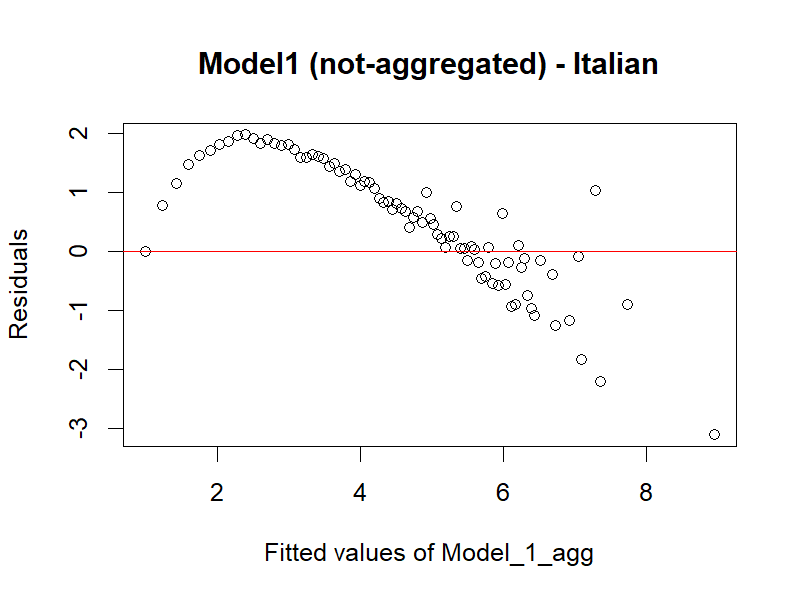 Model1 (not-aggregated) - Italian
2
1
0
-1
-2
-3
Residuals
2 4 6 8
Fitted values of Model_1_agg